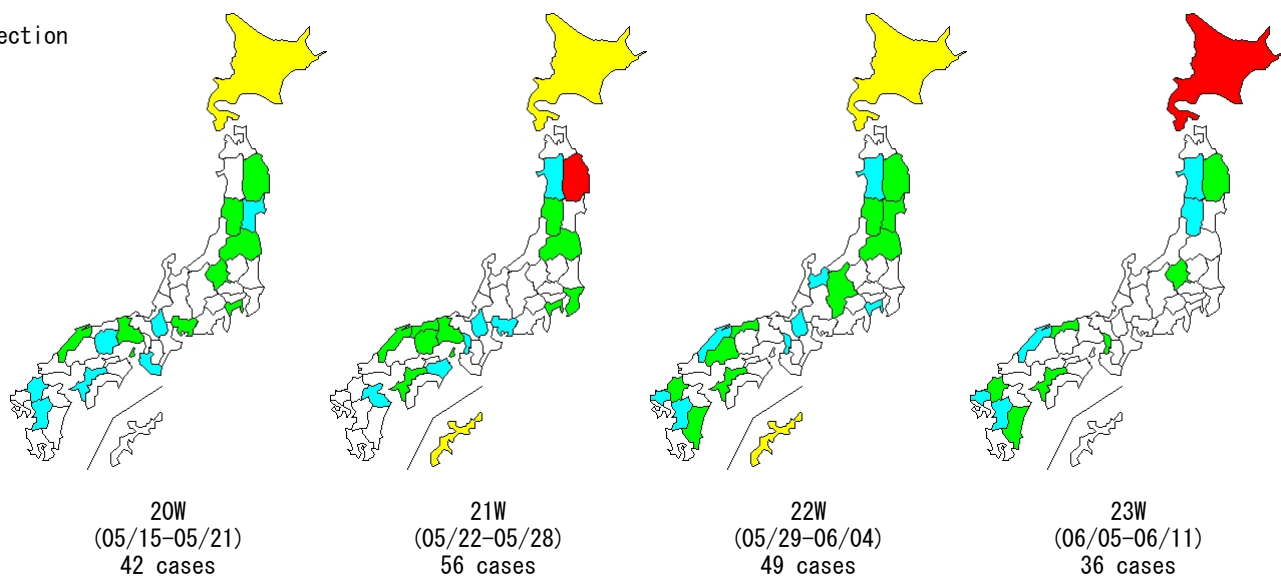 ection
20W
(05/15-05/21)
42 cases
21W
(05/22-05/28)
56 cases
22W
(05/29-06/04)
49 cases
23W
(06/05-06/11)
36 cases